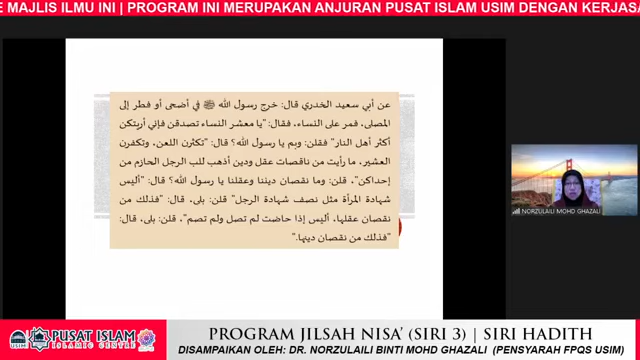 E MAJLIS ILMU INI | PROGRAM INI MERUPAKAN ANJURAN PUSAT ISLAM USIM DENGAN KERJASA
عن أبي سعيد الخدري قال: خرج رسول الله ﷺ في أضحى أو فطر إلى
المصلى، فمر على النساء، فقال: "يا معشر النساء تصدقن فإني أريتكن
أكثر أهل النار" فقلن: وبم يا رسول الله؟ قال: "تكثرن اللعن، وتكفرن
العشير، ما رأيت من ناقصات عقل ودين أذهب للب الرجل الحازم من
إحداكن"، قلن: وما نقصان ديننا وعقلنا يا رسول الله؟ قال: "أليس
شهادة المرأة مثل نصف شهادة الرجل" قلن: بلى، قال: "فذلك من
نقصان عقلها، أليس إذا حاضت لم تصل ولم تصم"، قلن: بلى، قال:
"فذلك من نقصان دينها."
NORZULAILI MOHD GHAZALI
USIM
PUSAT ISLAM
ISLAMIC CENTRE
PROGRAM JILSAH NISA' (SIRI 3) | SIRI HADITH
DISAMPAIKAN OLEH: DR. NORZULAILI BINTI MOHD GHAZALI (PENSYARAH FPQS USIM)